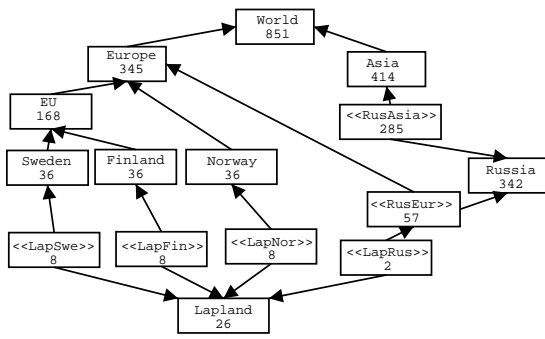 World
851
Europe
345
Asia
414
EU
168
<<RusAsia>>
285
Sweden
36
Finland
36
Norway
36
Russia
342
<<RusEur>>
57
<<LapSwe>>
8
<<LapFin>>
8
<<LapNor>>
8
<<LapRus>>
2
Lapland
26